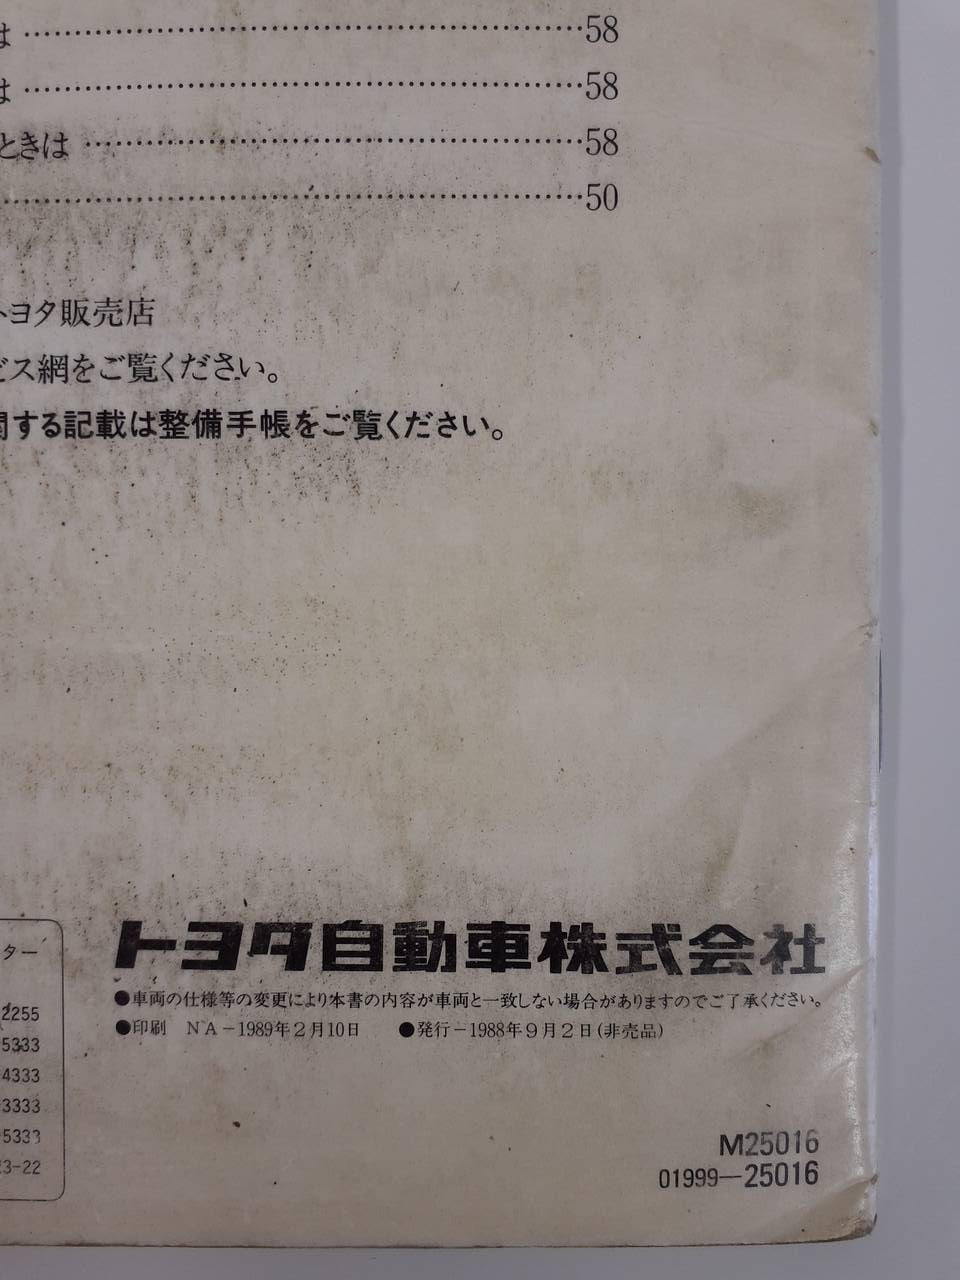 は……………………………58
は……………………………58
ときは……………………………58
……………………………50
トヨタ販売店
ビス網をご覧ください。
関する記載は整備手帳をご覧ください。
ター
2255
5333
4333
3333
5333
3-22
トヨタ自動車株式会社
●車両の仕様等の変更により本書の内容が車両と一致しない場合がありますのでご了承ください。
●印刷 NA-1989年2月10日 ●発行-1988年9月2日(非売品)
M25016
01999-25016